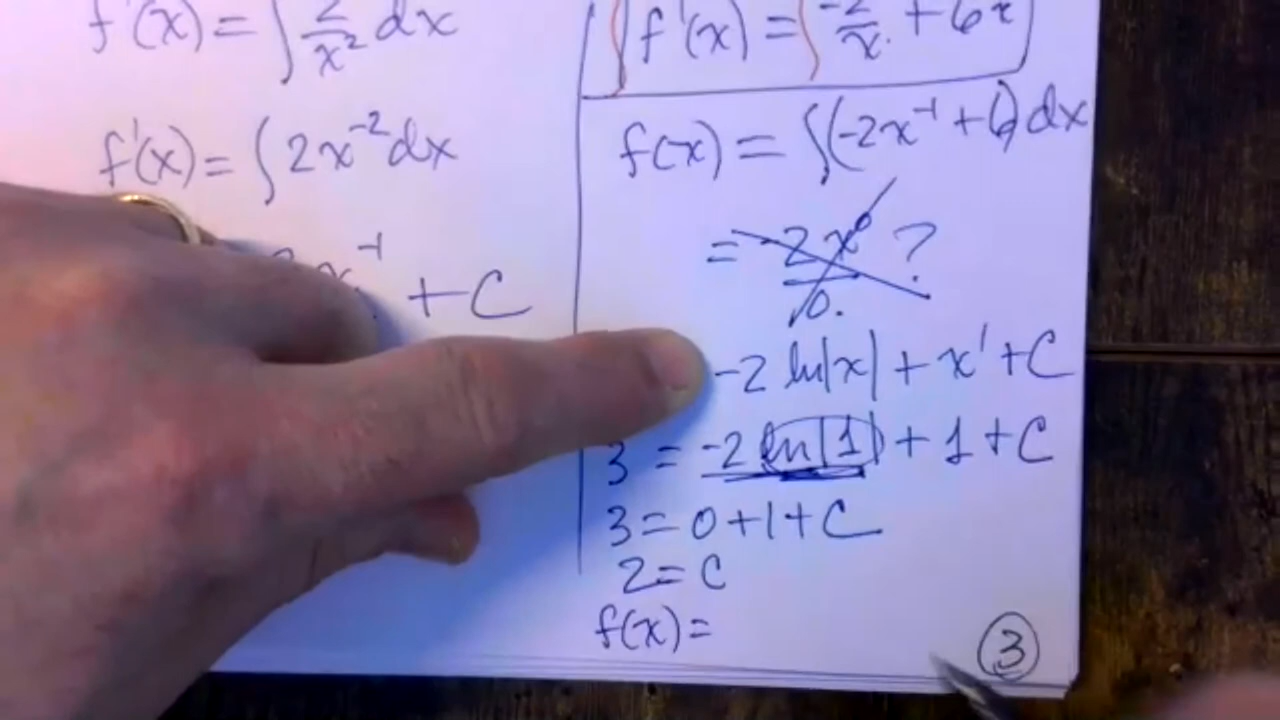 f'(x) = ∫ 2/x² dx
f'(x) = ∫ 2x⁻² dx
⁻¹ + C
f'(x) = -2/x + 6x
f(x) = ∫(-2x⁻¹ + 6) dx
= -2x⁰/0. ?
-2 ln|x| + x¹ + C
3 = -2 ln|1| + 1 + C
3 = 0 + 1 + C
2 = C
f(x) =
3